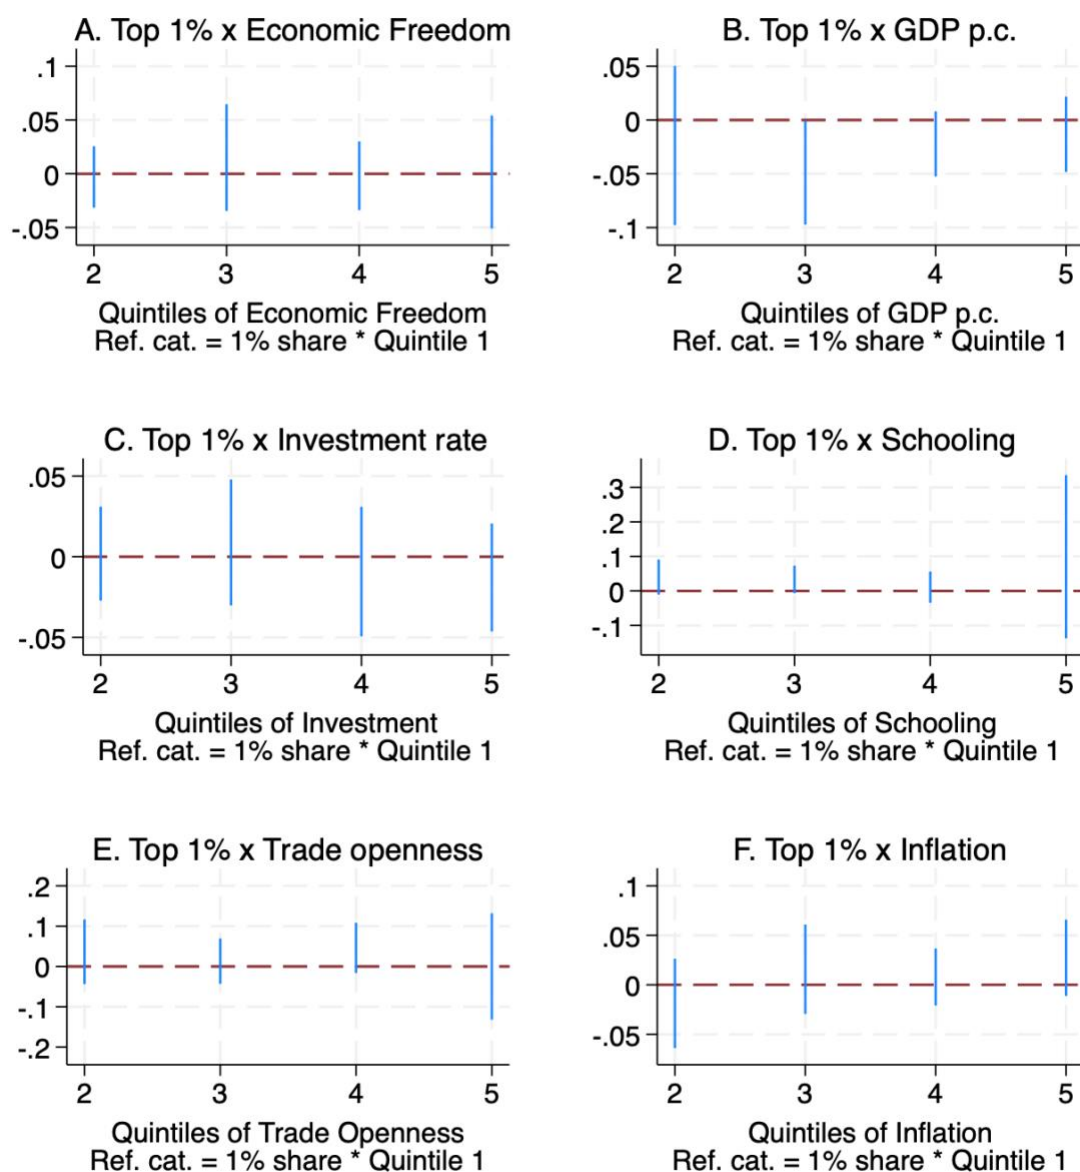 A. Top 1% x Economic Freedom
.1
.05
0
-.05
2 3 4 5
Quintiles of Economic Freedom
Ref. cat. = 1% share * Quintile 1
B. Top 1% x GDP p.c.
.05
0
-.05
-.1
2 3 4 5
Quintiles of GDP p.c.
Ref. cat. = 1% share * Quintile 1
C. Top 1% x Investment rate
.05
0
-.05
2 3 4 5
Quintiles of Investment
Ref. cat. = 1% share * Quintile 1
D. Top 1% x Schooling
.3
.2
.1
0
-.1
2 3 4 5
Quintiles of Schooling
Ref. cat. = 1% share * Quintile 1
E. Top 1% x Trade openness
.2
.1
0
-.1
-.2
2 3 4 5
Quintiles of Trade Openness
Ref. cat. = 1% share * Quintile 1
F. Top 1% x Inflation
.1
.05
0
-.05
2 3 4 5
Quintiles of Inflation
Ref. cat. = 1% share * Quintile 1